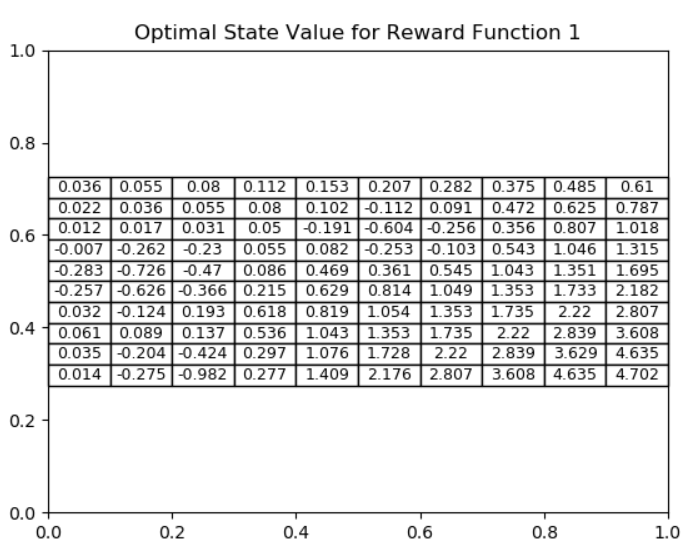 Optimal State Value for Reward Function 1
1.0
0.8
0.036 0.055 0.08 0.112 0.153 0.207 0.282 0.375 0.485 0.61
0.022 0.036 0.055 0.08 0.102 -0.112 0.091 0.472 0.625 0.787
0.6 0.012 0.017 0.031 0.05 -0.191 -0.604 -0.256 0.356 0.807 1.018
-0.007 -0.262 -0.23 0.055 0.082 -0.253 -0.103 0.543 1.046 1.315
-0.283 -0.726 -0.47 0.086 0.469 0.361 0.545 1.043 1.351 1.695
-0.257 -0.626 -0.366 0.215 0.629 0.814 1.049 1.353 1.733 2.182
0.032 -0.124 0.193 0.618 0.819 1.054 1.353 1.735 2.22 2.807
0.4 0.061 0.089 0.137 0.536 1.043 1.353 1.735 2.22 2.839 3.608
0.035 -0.204 -0.424 0.297 1.076 1.728 2.22 2.839 3.629 4.635
0.014 -0.275 -0.982 0.277 1.409 2.176 2.807 3.608 4.635 4.702
0.2
0.0
0.0 0.2 0.4 0.6 0.8 1.0